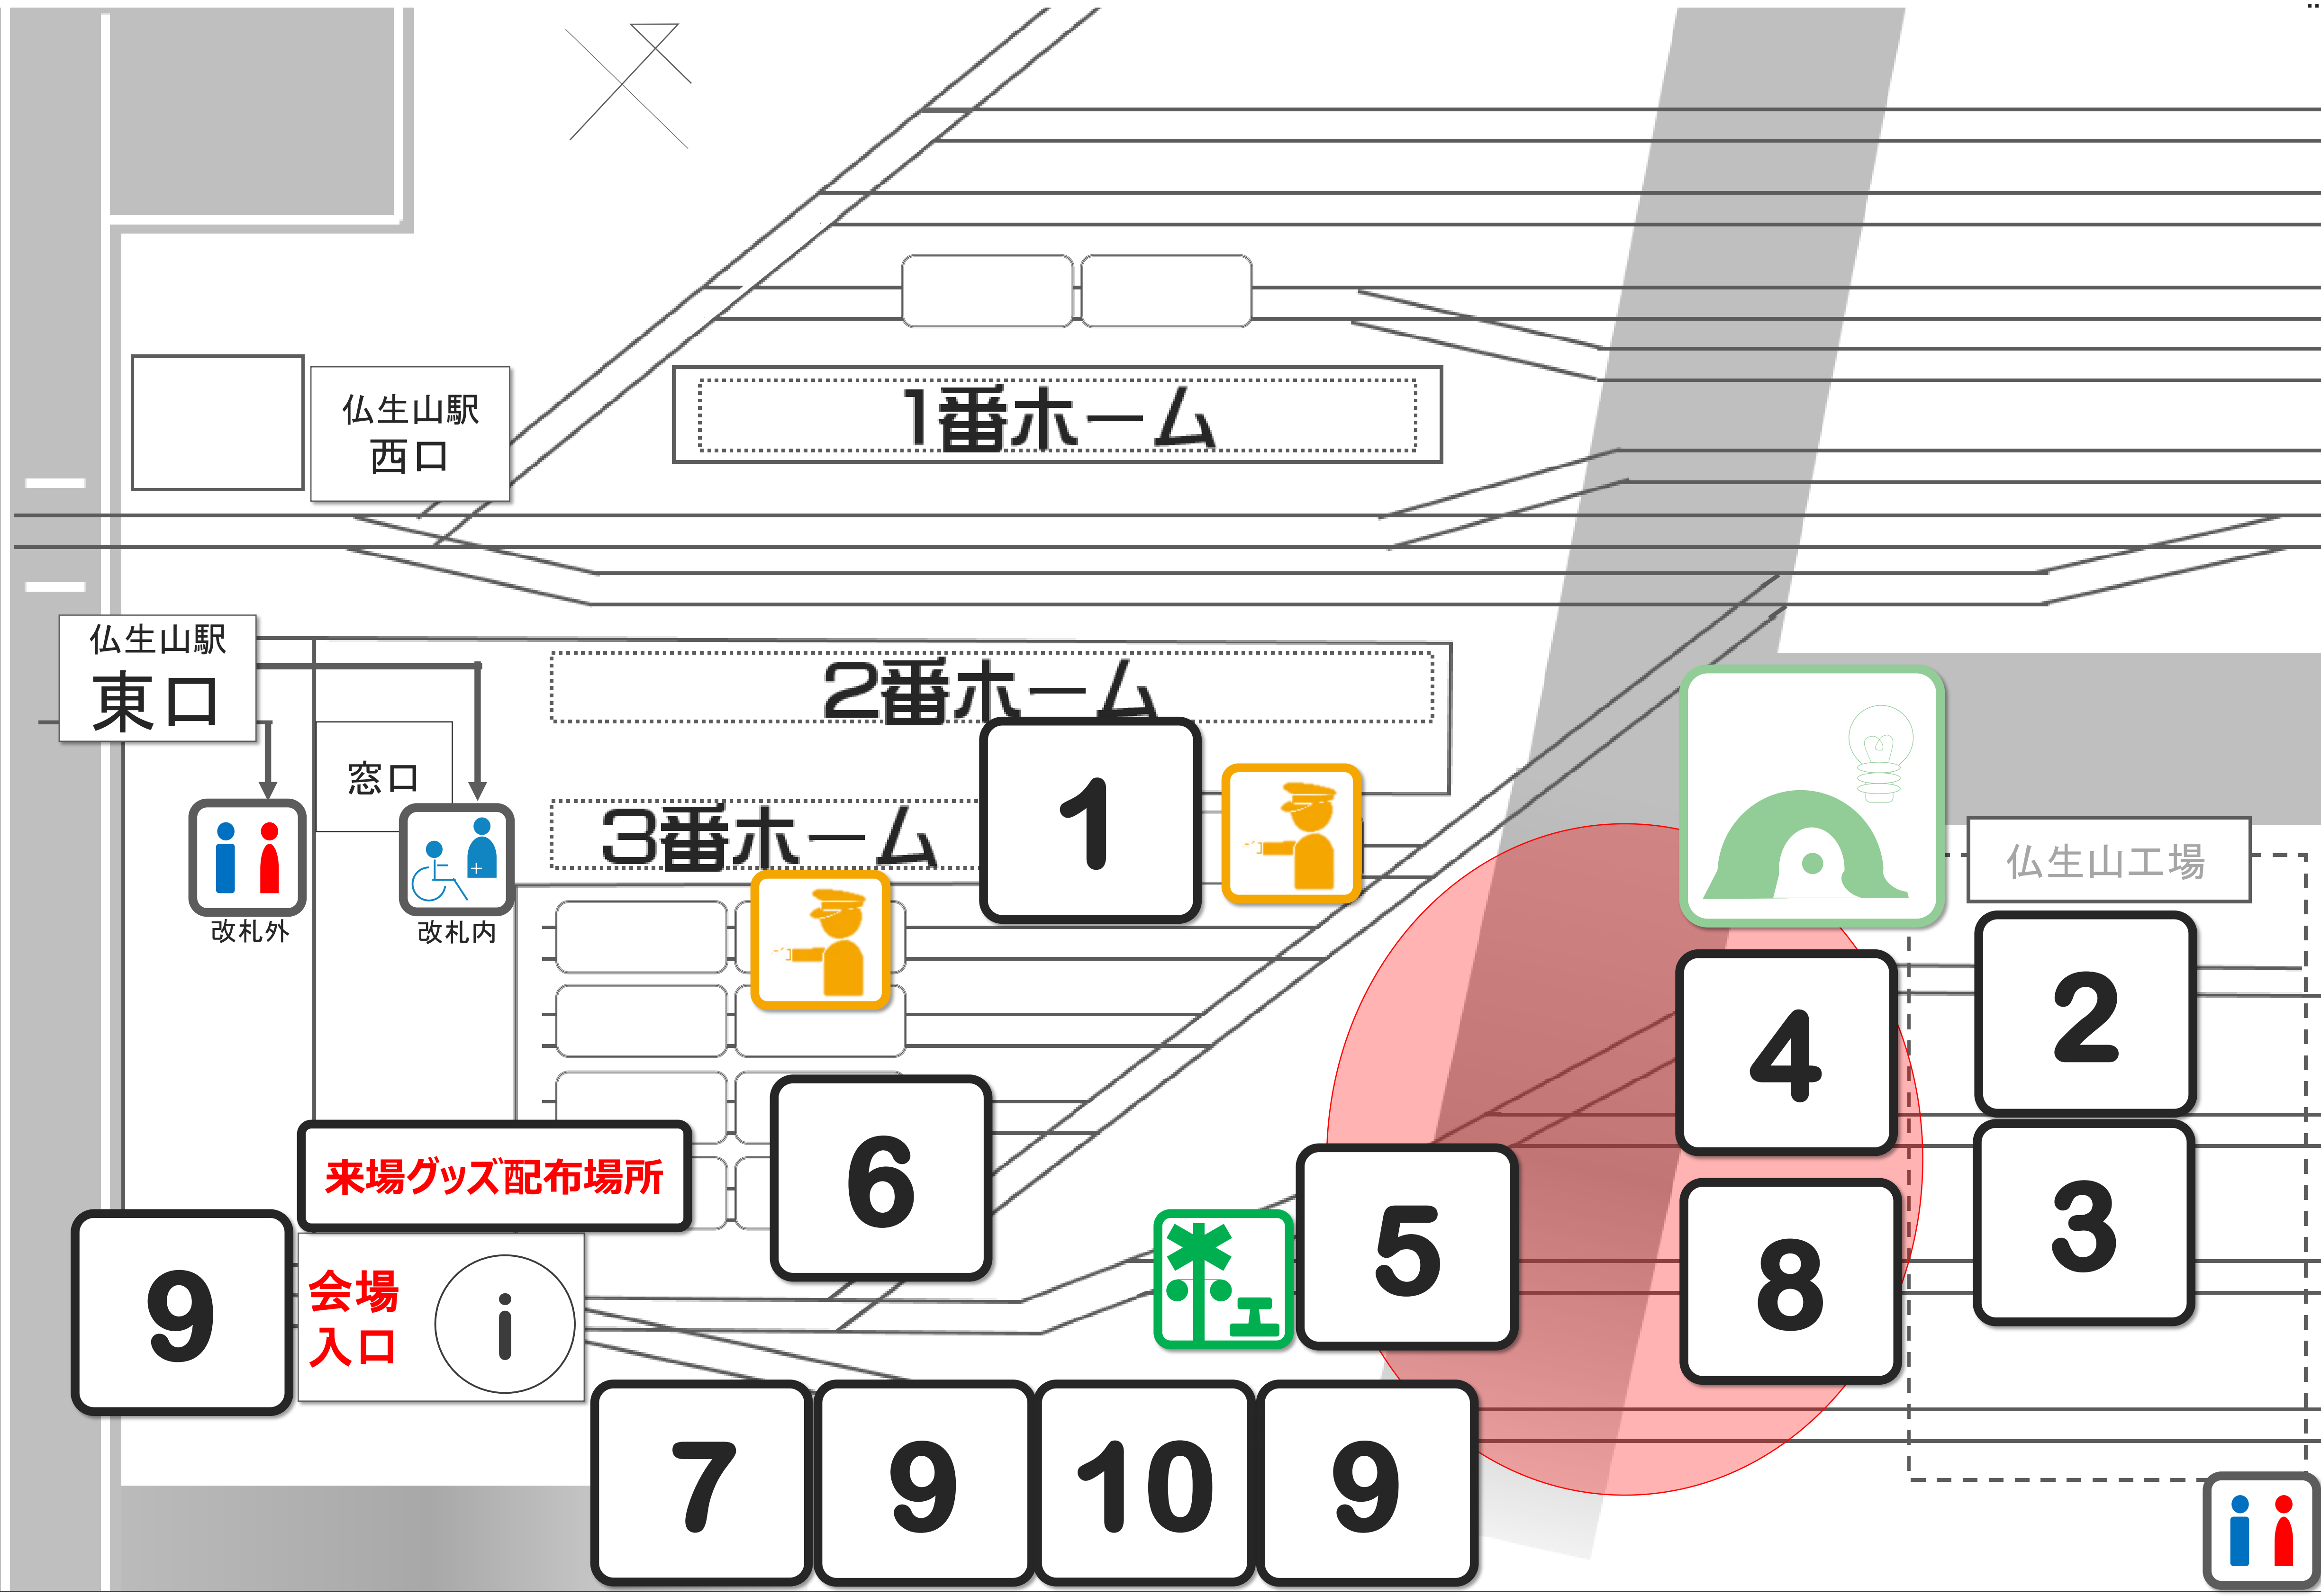 1番ホーム
仏生山駅
西口
仏生山駅
東口
2番ホーム
窓口
1
3番ホーム
仏生山工場
改札外
改札内
2
4
来場グッズ配布場所
6
5
3
8
9
会場
入口
i
7
9
10
9